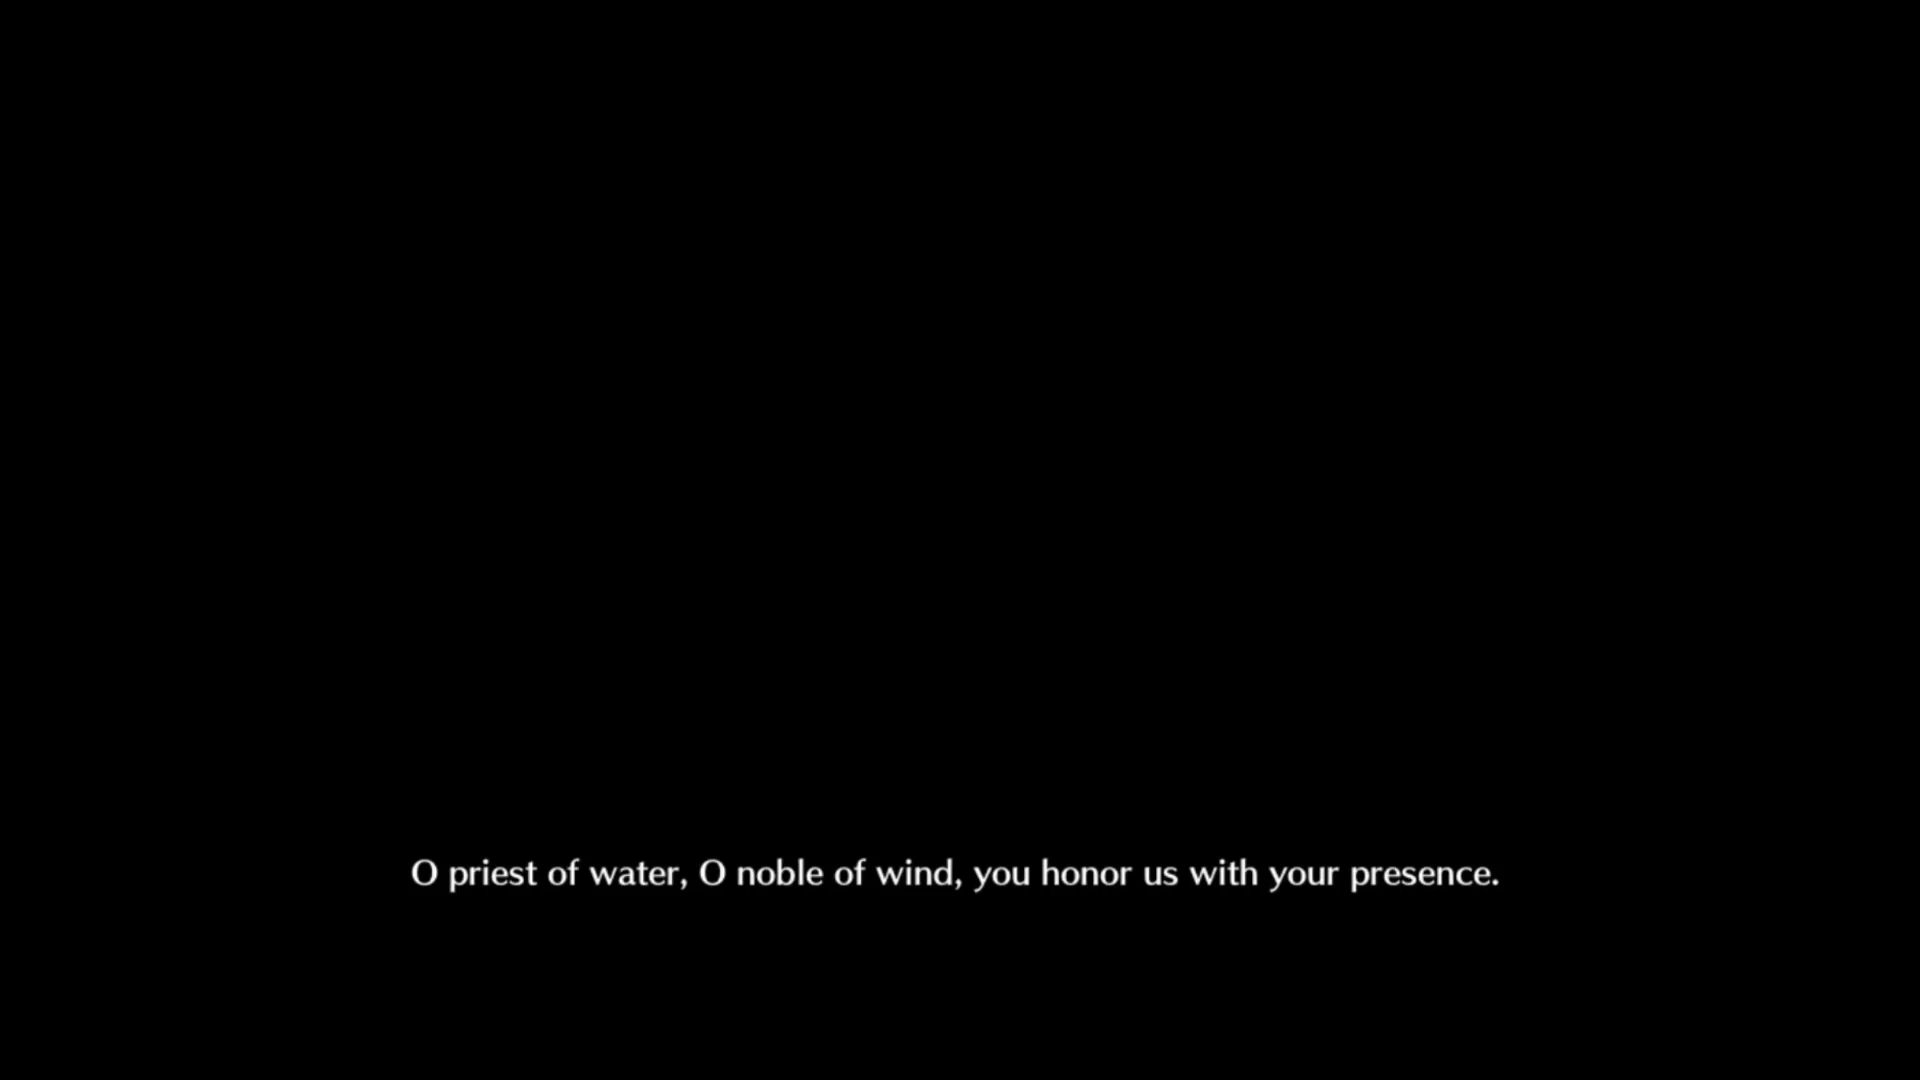 O priest of water, O noble of wind, you honor us with your presence.